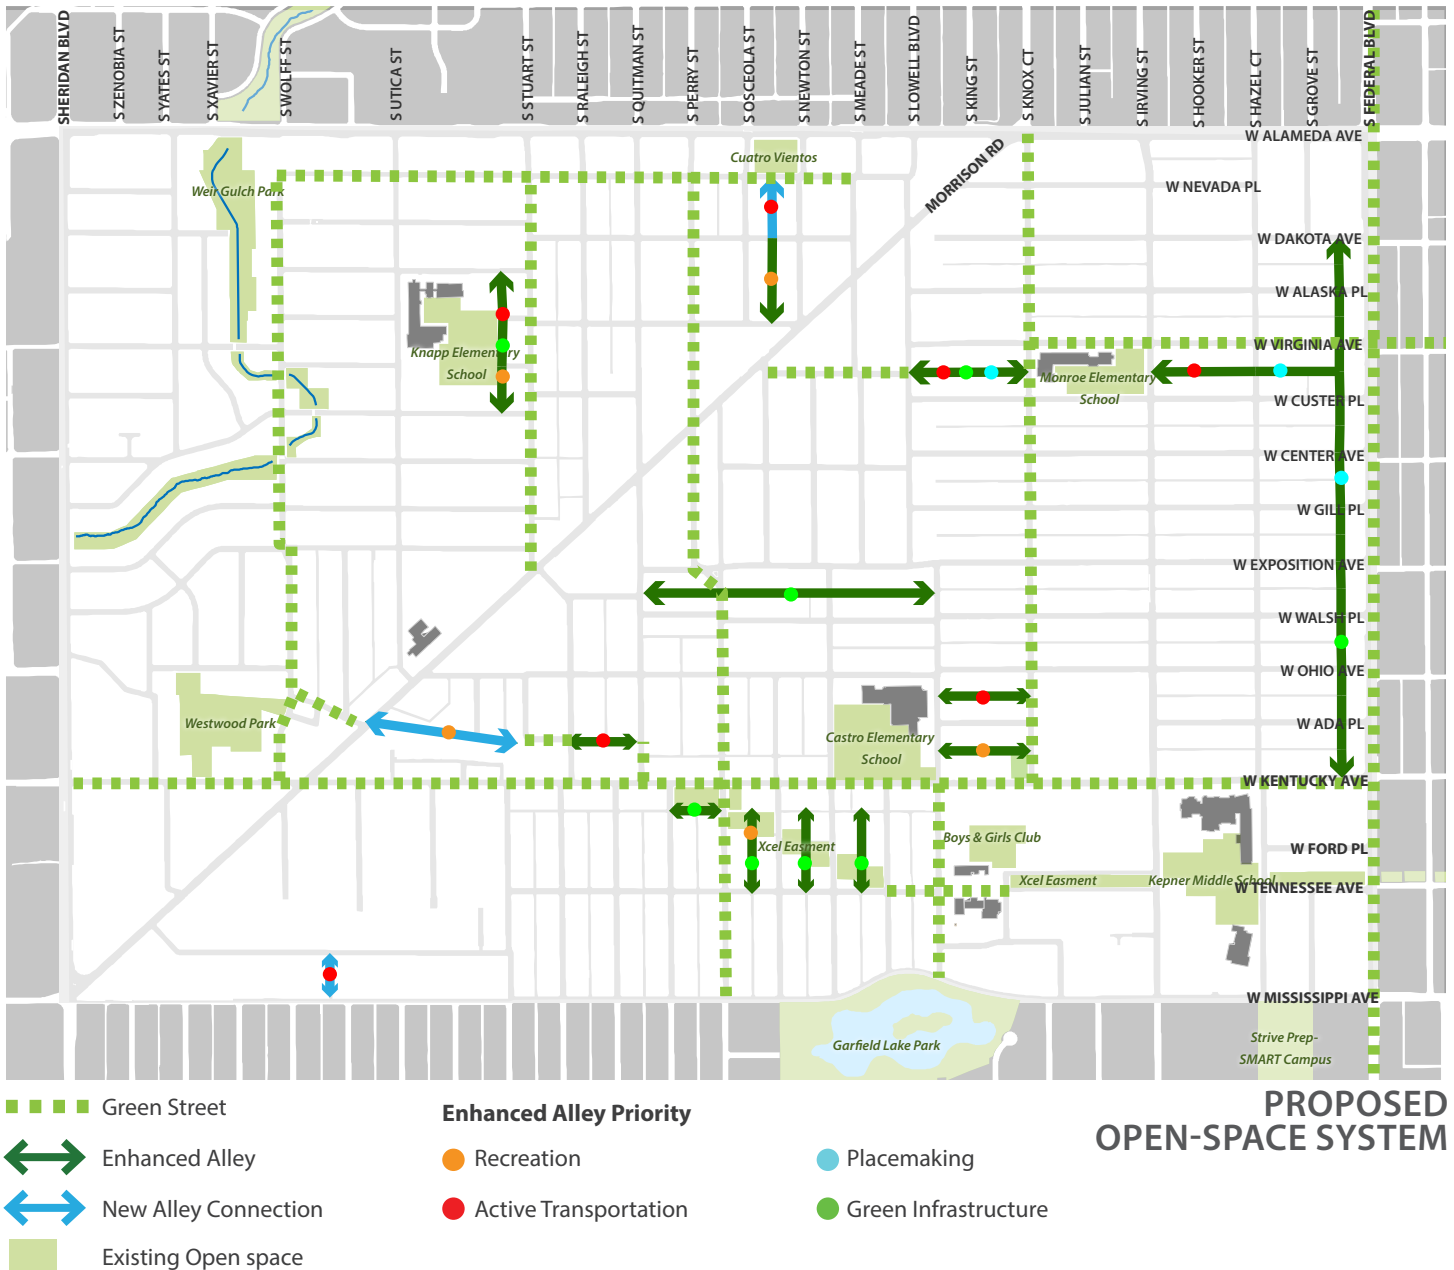 SHERIDAN BLVD
S ZENOBIA ST
S YATES ST
S XAVIER ST
S WOLFF ST
S UTICA ST
S STUART ST
S RALEIGH ST
S QUITMAN ST
S PERRY ST
S OSCEOLA ST
S NEWTON ST
S MEADE ST
S LOWELL BLVD
S KING ST
S KNOX CT
S JULIAN ST
S IRVING ST
S HOOKER ST
S HAZEL CT
S GROVE ST
S FEDERAL BLVD
W ALAMEDA AVE
Cuatro Vientos
MORRISON RD
Weir Gulch Park
W NEVADA PL
W DAKOTA AVE
W ALASKA PL
W VIRGINIA AVE
Knapp Elementary
School
Monroe Elementary
School
W CUSTER PL
W CENTER AVE
W GILL PL
W EXPOSITION AVE
W WALSH PL
W OHIO AVE
Westwood Park
W ADA PL
Castro Elementary
School
W KENTUCKY AVE
Boys & Girls Club
Xcel Easment
W FORD PL
Xcel Easment
Kepner Middle School
W TENNESSEE AVE
W MISSISSIPPI AVE
Garfield Lake Park
Strive Prep-
SMART Campus
PROPOSED
OPEN-SPACE SYSTEM
Green Street
Enhanced Alley
New Alley Connection
Existing Open space
Enhanced Alley Priority
Recreation
Active Transportation
Placemaking
Green Infrastructure